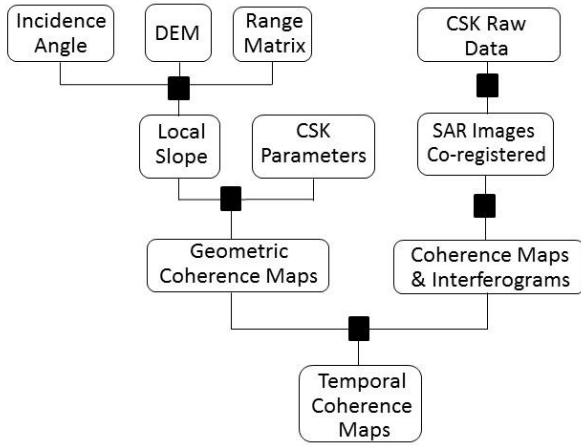 Incidence
Angle
DEM
Range
Matrix
CSK Raw
Data
Local
Slope
CSK
Parameters
SAR Images
Co-registered
Geometric
Coherence Maps
Coherence Maps
& Interferograms
Temporal
Coherence
Maps